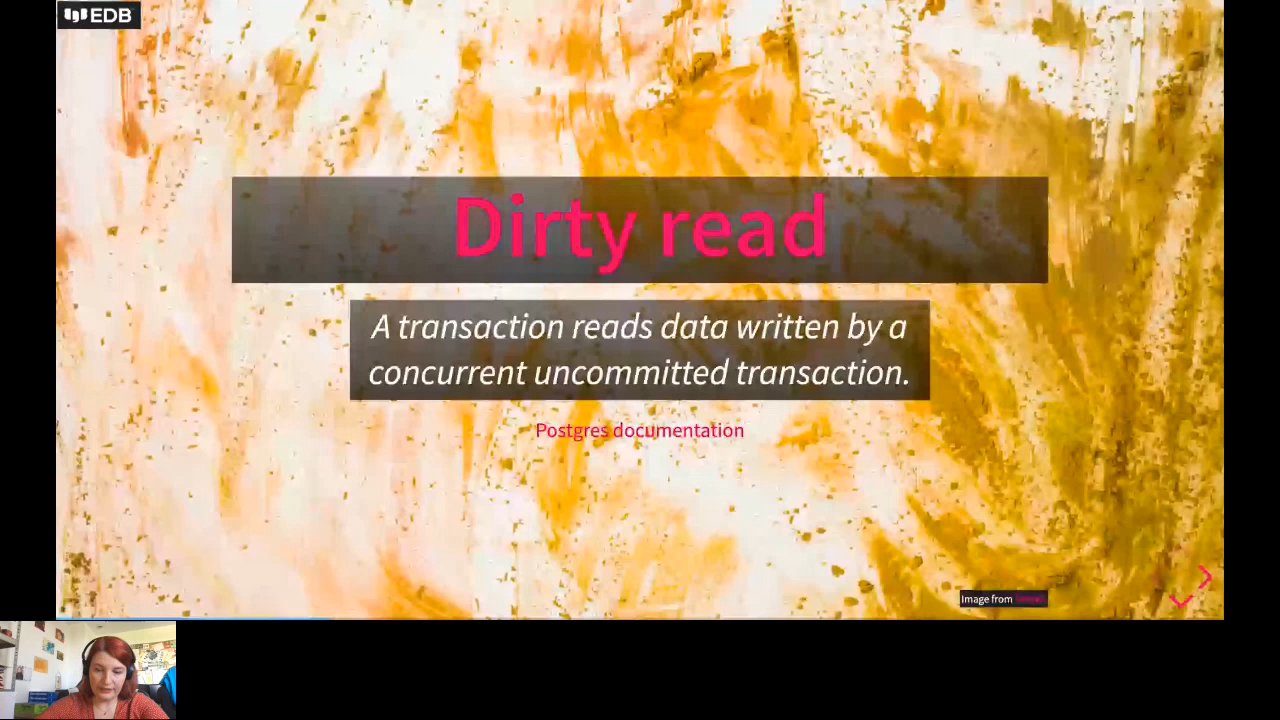 EDB
Dirty read
A transaction reads data written by a
concurrent uncommitted transaction.
Postgres documentation
Image from